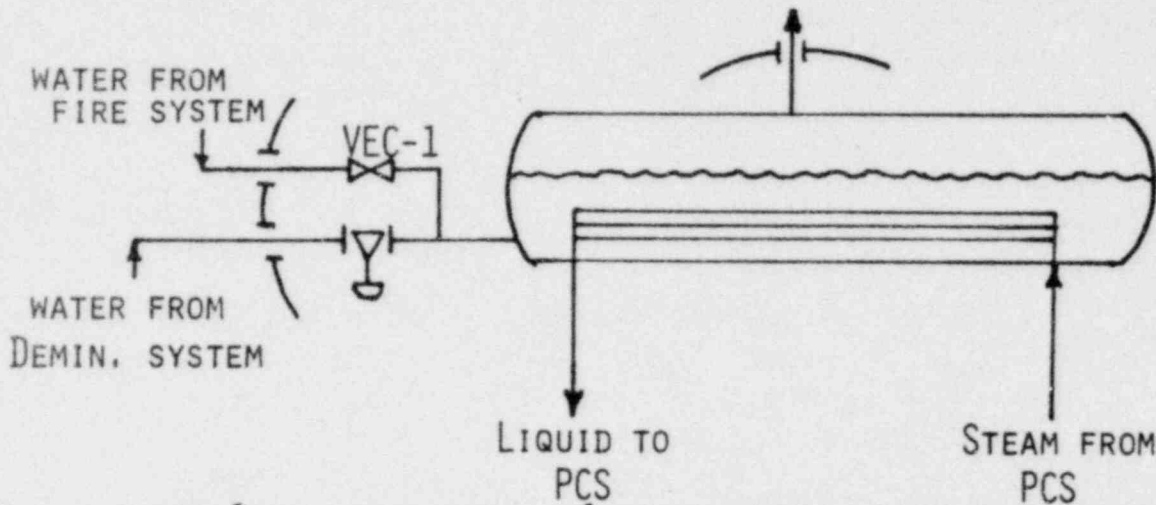 WATER FROM
FIRE SYSTEM
VEC-1
WATER FROM
DEMIN. SYSTEM
LIQUID TO
PCS
STEAM FROM
PCS